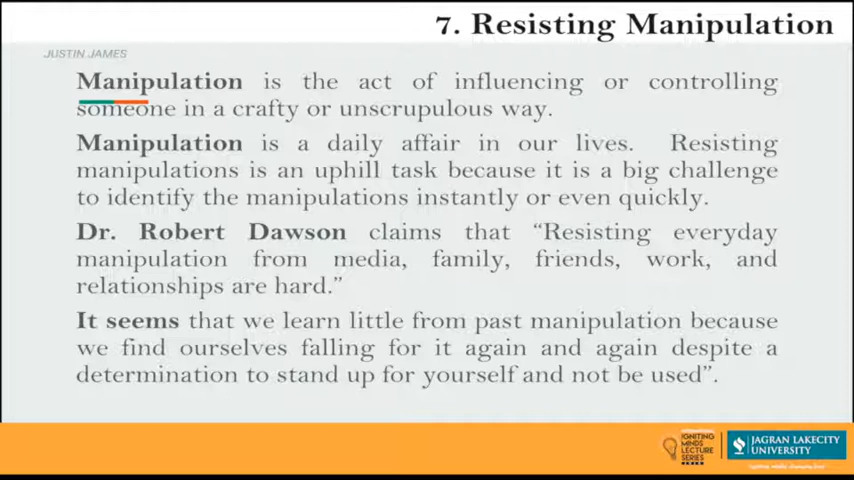 7. Resisting Manipulation
JUSTIN JAMES
Manipulation is the act of influencing or controlling
someone in a crafty or unscrupulous way.
Manipulation is a daily affair in our lives. Resisting
manipulations is an uphill task because it is a big challenge
to identify the manipulations instantly or even quickly.
Dr. Robert Dawson claims that “Resisting everyday
manipulation from media, family, friends, work, and
relationships are hard.”
It seems that we learn little from past manipulation because
we find ourselves falling for it again and again despite a
determination to stand up for yourself and not be used”.
IGNITING
MINDS
LECTURE
SERIES
JAGRAN LAKECITY
UNIVERSITY